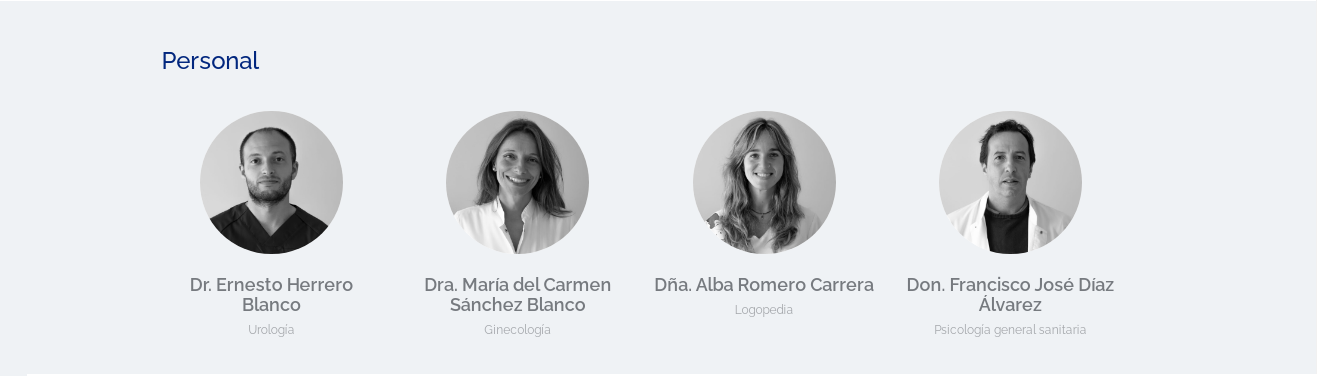 Personal
Dr. Ernesto Herrero
Blanco
Urología
Dra. María del Carmen
Sánchez Blanco
Ginecología
Dña. Alba Romero Carrera
Logopedia
Don. Francisco José Díaz
Álvarez
Psicología general sanitaria